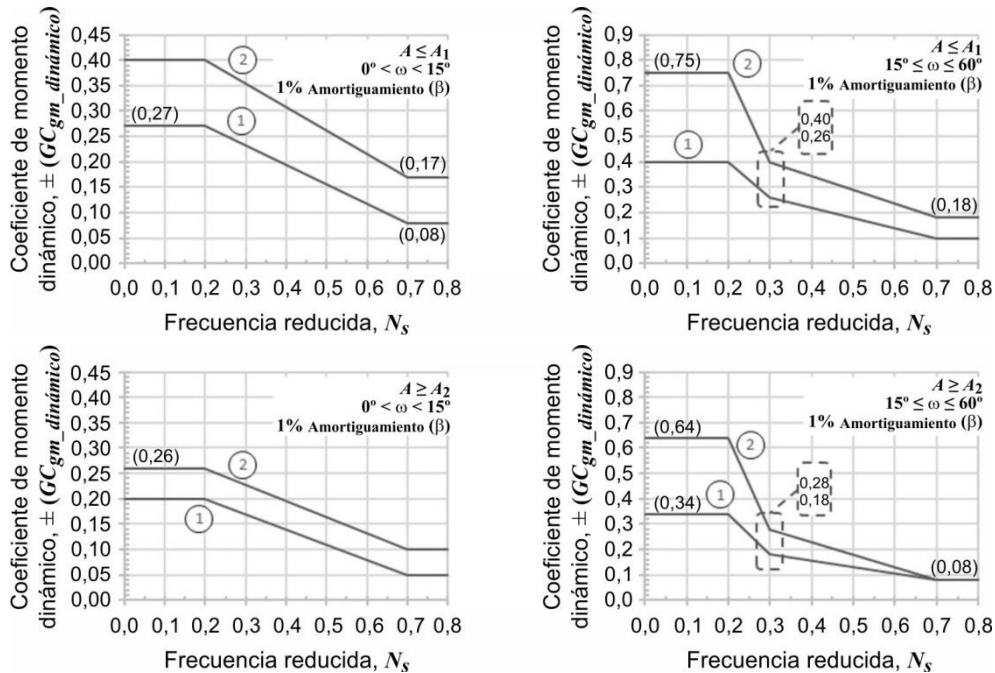 Coeficiente de momento
dinámico, ± (GCgm_dinámico)
0,45
0,40
0,35
0,30
0,25
0,20
0,15
0,10
0,05
0,00
A ≤ A1
0º < ω < 15º
1% Amortiguamiento (β)
2
(0,27)
1
(0,17)
(0,08)
0,0 0,1 0,2 0,3 0,4 0,5 0,6 0,7 0,8
Frecuencia reducida, Ns
Coeficiente de momento
dinámico, ± (GCgm_dinámico)
0,9
0,8
0,7
0,6
0,5
0,4
0,3
0,2
0,1
0,0
A ≤ A1
15º ≤ ω ≤ 60º
1% Amortiguamiento (β)
(0,75)
2
0,40
0,26
1
(0,18)
0,0 0,1 0,2 0,3 0,4 0,5 0,6 0,7 0,8
Frecuencia reducida, Ns
Coeficiente de momento
dinámico, ± (GCgm_dinámico)
0,45
0,40
0,35
0,30
0,25
0,20
0,15
0,10
0,05
0,00
A ≥ A2
0º < ω < 15º
1% Amortiguamiento (β)
(0,26)
2
1
0,0 0,1 0,2 0,3 0,4 0,5 0,6 0,7 0,8
Frecuencia reducida, Ns
Coeficiente de momento
dinámico, ± (GCgm_dinámico)
0,9
0,8
0,7
0,6
0,5
0,4
0,3
0,2
0,1
0,0
A ≥ A2
15º ≤ ω ≤ 60º
1% Amortiguamiento (β)
(0,64)
2
0,28
0,18
(0,34)
1
(0,08)
0,0 0,1 0,2 0,3 0,4 0,5 0,6 0,7 0,8
Frecuencia reducida, Ns